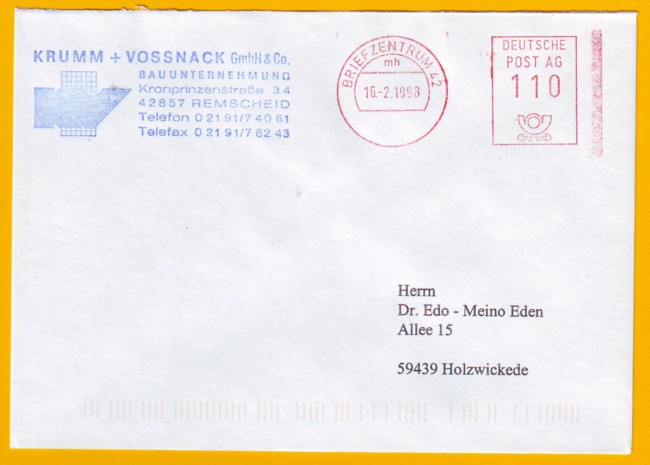 KRUMM + VOSSNACK GmbH & Co.
BAUUNTERNEHMUNG
Kronprinzenstraße 34
42857 REMSCHEID
Telefon 0 21 91/7 40 61
Telefax 0 21 91/7 62 43
BRIEFZENTRUM 42
mh
16.-2.1998
DEUTSCHE
POST AG
110
Herrn
Dr. Edo - Meino Eden
Allee 15
59439 Holzwickede